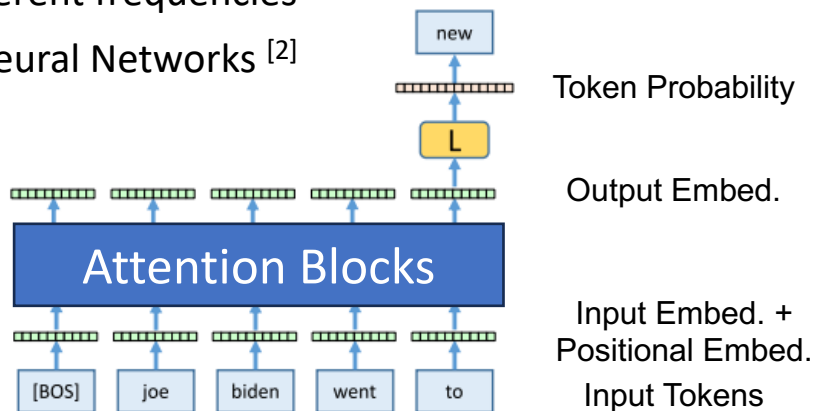 erent frequencies
eural Networks [2]
new
Token Probability
L
Output Embed.
Attention Blocks
Input Embed. +
Positional Embed.
[BOS] joe biden went to
Input Tokens